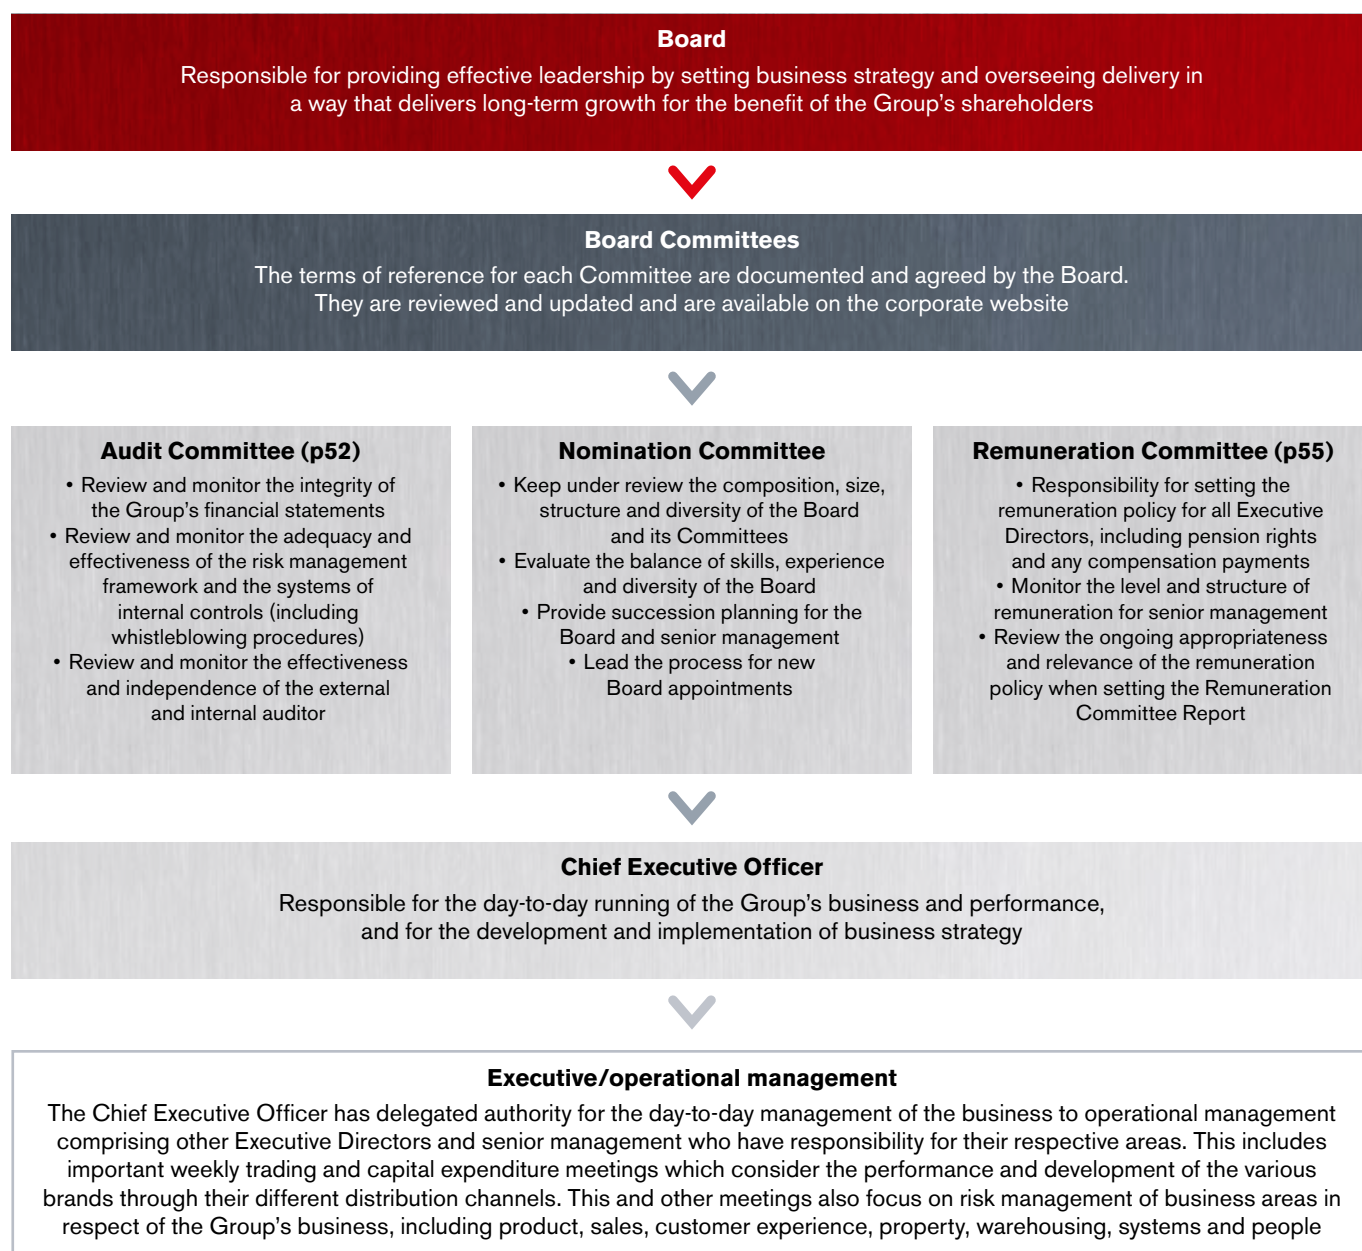 Board
Responsible for providing effective leadership by setting business strategy and overseeing delivery in
a way that delivers long-term growth for the benefit of the Group's shareholders
Board Committees
The terms of reference for each Committee are documented and agreed by the Board.
They are reviewed and updated and are available on the corporate website
Audit Committee (p52)
• Review and monitor the integrity of
the Group's financial statements
• Review and monitor the adequacy and
effectiveness of the risk management
framework and the systems of
internal controls (including
whistleblowing procedures)
• Review and monitor the effectiveness
and independence of the external
and internal auditor
Nomination Committee
• Keep under review the composition, size,
structure and diversity of the Board
and its Committees
• Evaluate the balance of skills, experience
and diversity of the Board
• Provide succession planning for the
Board and senior management
• Lead the process for new
Board appointments
Remuneration Committee (p55)
• Responsibility for setting the
remuneration policy for all Executive
Directors, including pension rights
and any compensation payments
• Monitor the level and structure of
remuneration for senior management
• Review the ongoing appropriateness
and relevance of the remuneration
policy when setting the Remuneration
Committee Report
Chief Executive Officer
Responsible for the day-to-day running of the Group's business and performance,
and for the development and implementation of business strategy
Executive/operational management
The Chief Executive Officer has delegated authority for the day-to-day management of the business to operational management
comprising other Executive Directors and senior management who have responsibility for their respective areas. This includes
important weekly trading and capital expenditure meetings which consider the performance and development of the various
brands through their different distribution channels. This and other meetings also focus on risk management of business areas in
respect of the Group's business, including product, sales, customer experience, property, warehousing, systems and people